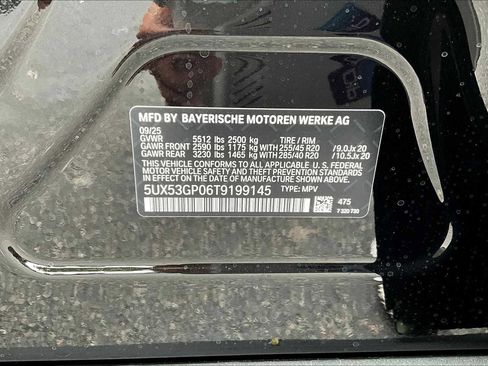 MFD BY BAYERISCHE MOTOREN WERKE AG
09/25
GVWR 5512 lbs 2500 kg TIRE / RIM
GAWR FRONT 2590 lbs 1175 kg 255/45 R20 /9.0Jx20
GAWR REAR 3230 lbs 1465 kg 285/40 R20 /10.5Jx20
THIS VEHICLE CONFORMS TO ALL APPLICABLE
U.S. FEDERAL MOTOR VEHICLE SAFETY
AND THEFT PREVENTION STANDARDS
IN EFFECT ON THE DATE OF
MANUFACTURE SHOWN ABOVE.
5UX53GP06T9199145 TYPE: MPV
475
7 320 730